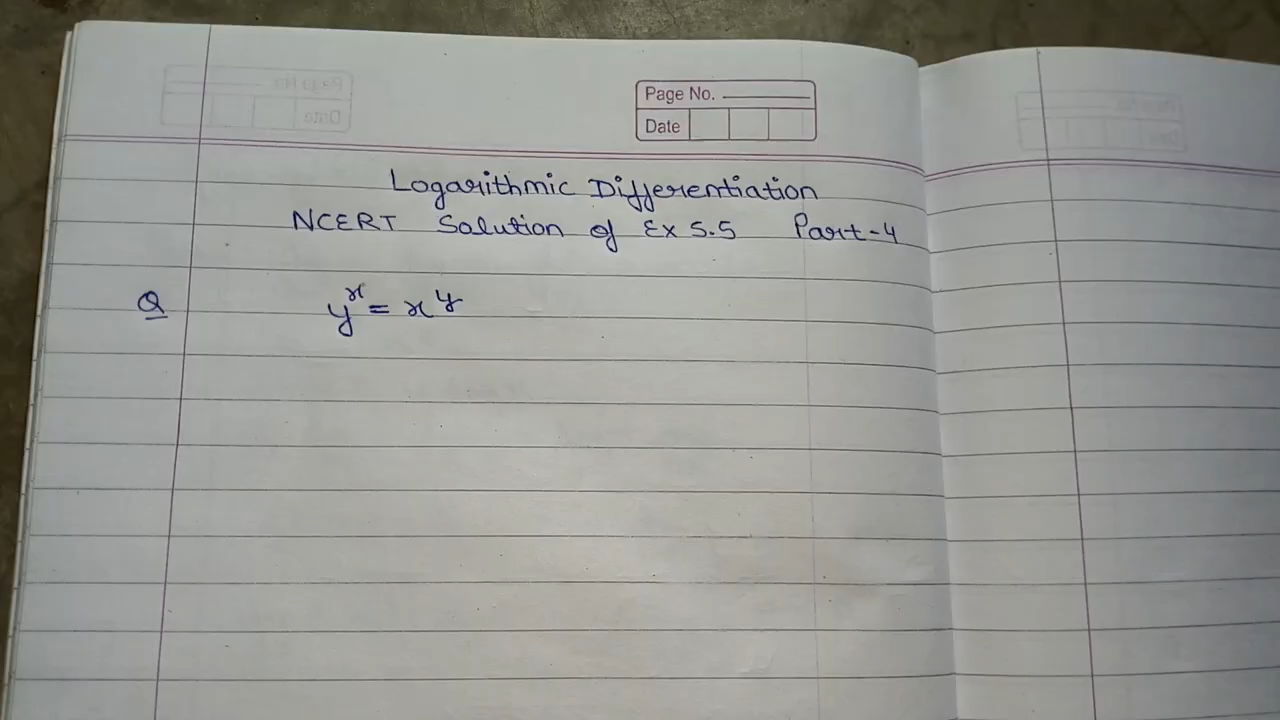 Page No.
Date
Logarithmic Differentiation
NCERT Solution of Ex 5.5 Part-4
Q y^x = x^y